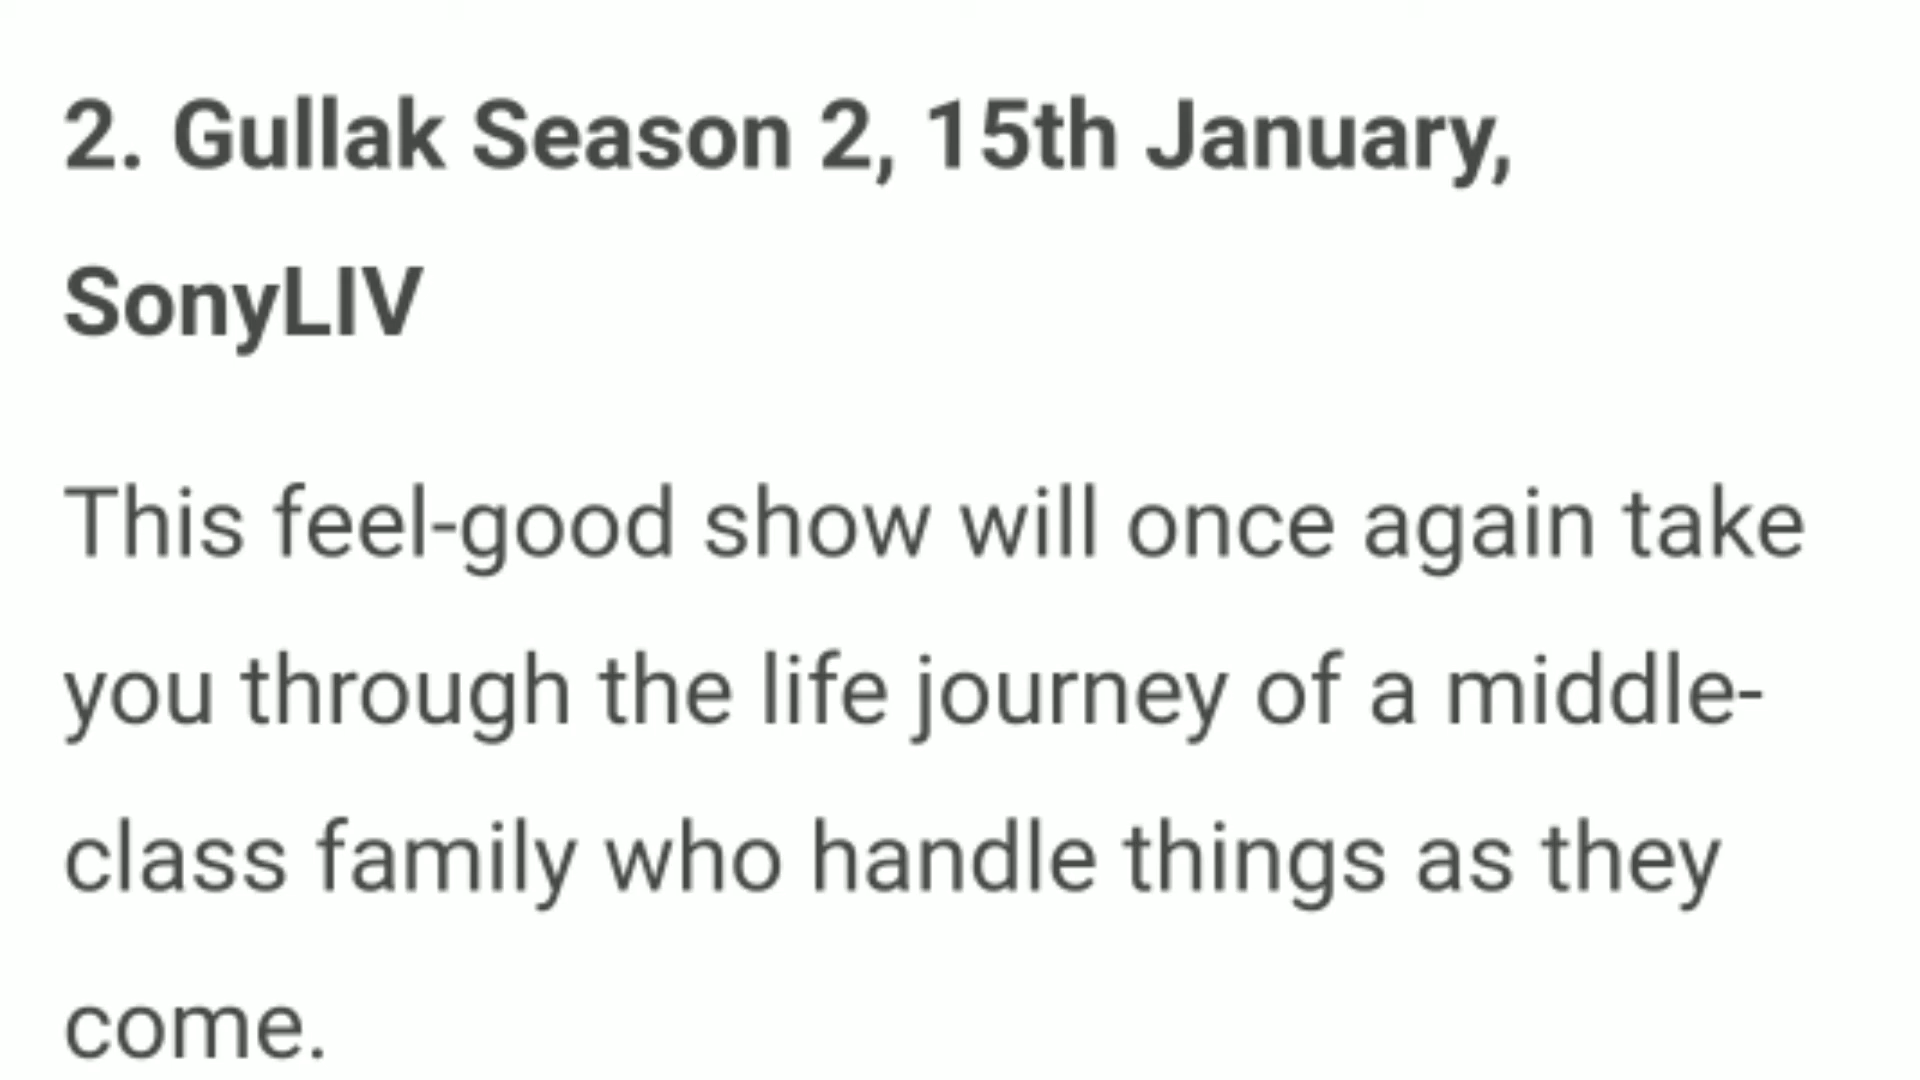 2. Gullak Season 2, 15th January,
SonyLIV
This feel-good show will once again take
you through the life journey of a middle-
class family who handle things as they
come.